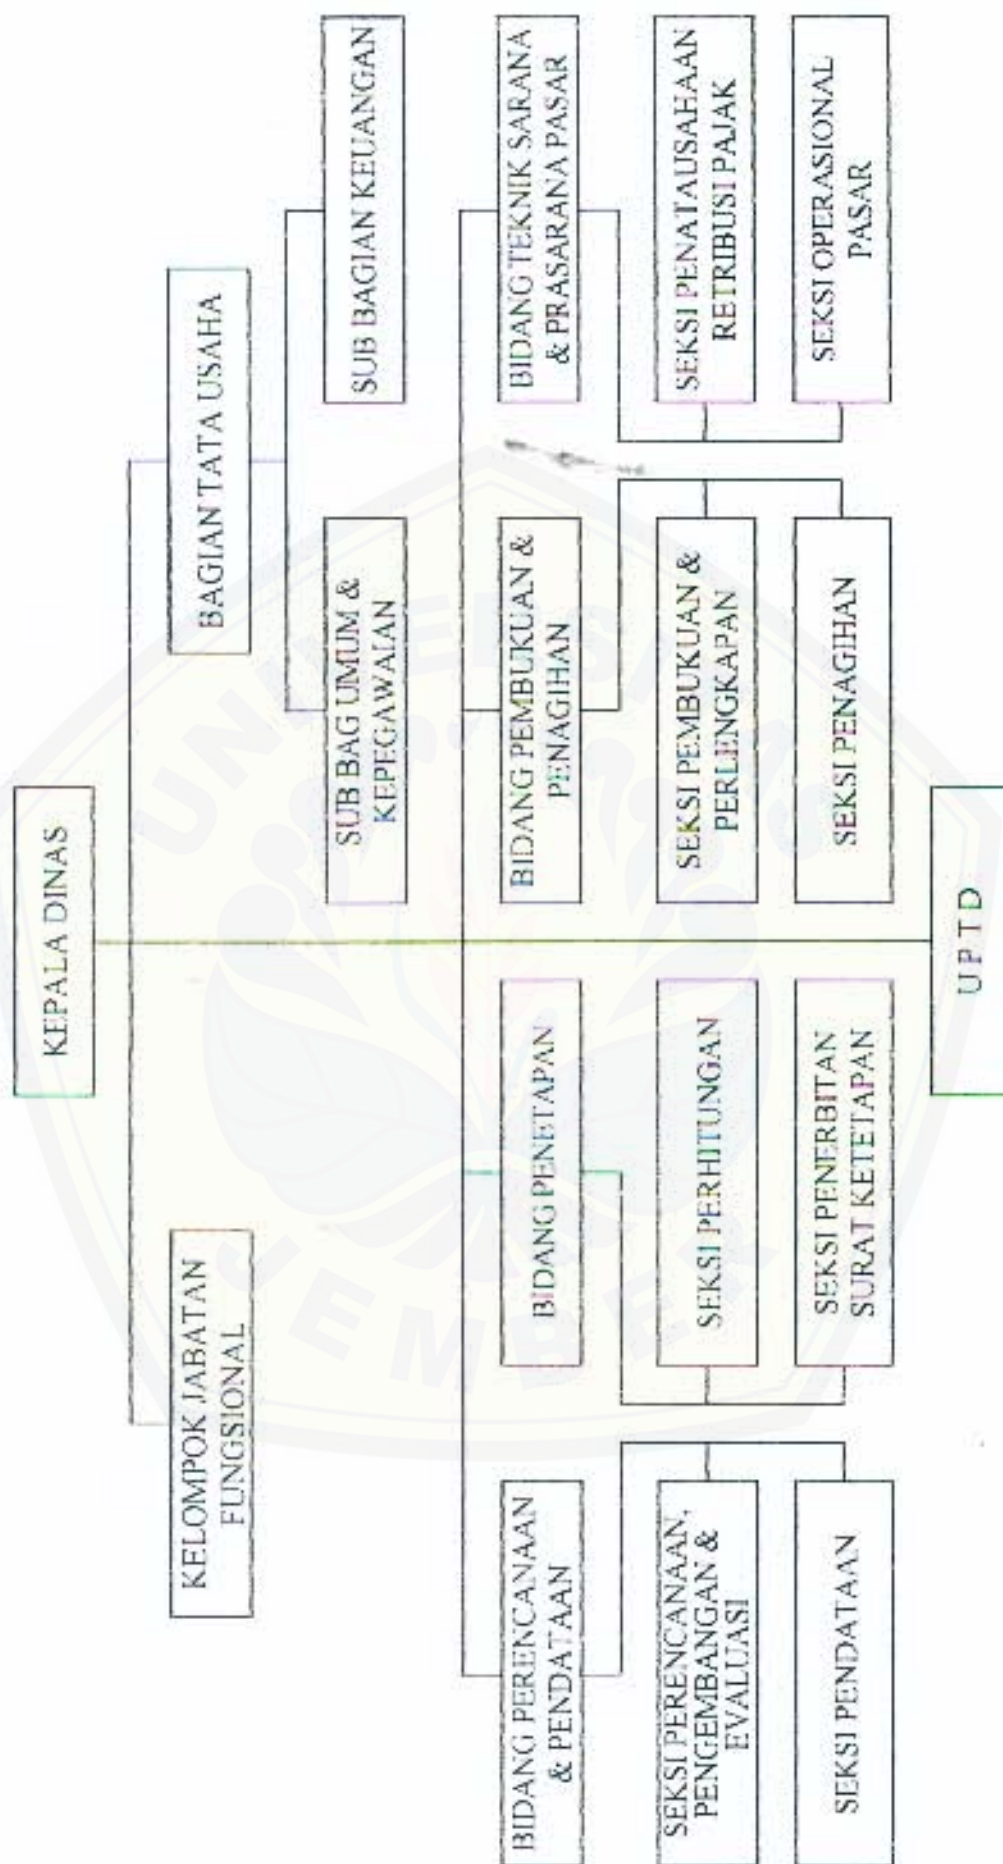 KEPALA DINAS
KELOMPOK JABATAN
FUNGSIONAL
BAGIAN TATA USAHA
SUB BAG UMUM &
KEPEGAWAIAN
SUB BAGIAN KEUANGAN
BIDANG PERENCANAAN
& PENDATAAN
BIDANG PENETAPAN
BIDANG PEMBUKUAN &
PENAGIHAN
BIDANG TEKNIK SARANA
& PRASARANA PASAR
SEKSI PERENCANAAN,
PENGEMBANGAN &
EVALUASI
SEKSI PERHITUNGAN
SEKSI PEMBUKUAN &
PERLENGKAPAN
SEKSI PENATAUSAHAAN
RETRIBUSI PAJAK
SEKSI PENDATAAN
SEKSI PENERBITAN
SURAT KETETAPAN
SEKSI PENAGIHAN
SEKSI OPERASIONAL
PASAR
U P T D
UNIVERSITAS
JEMBER